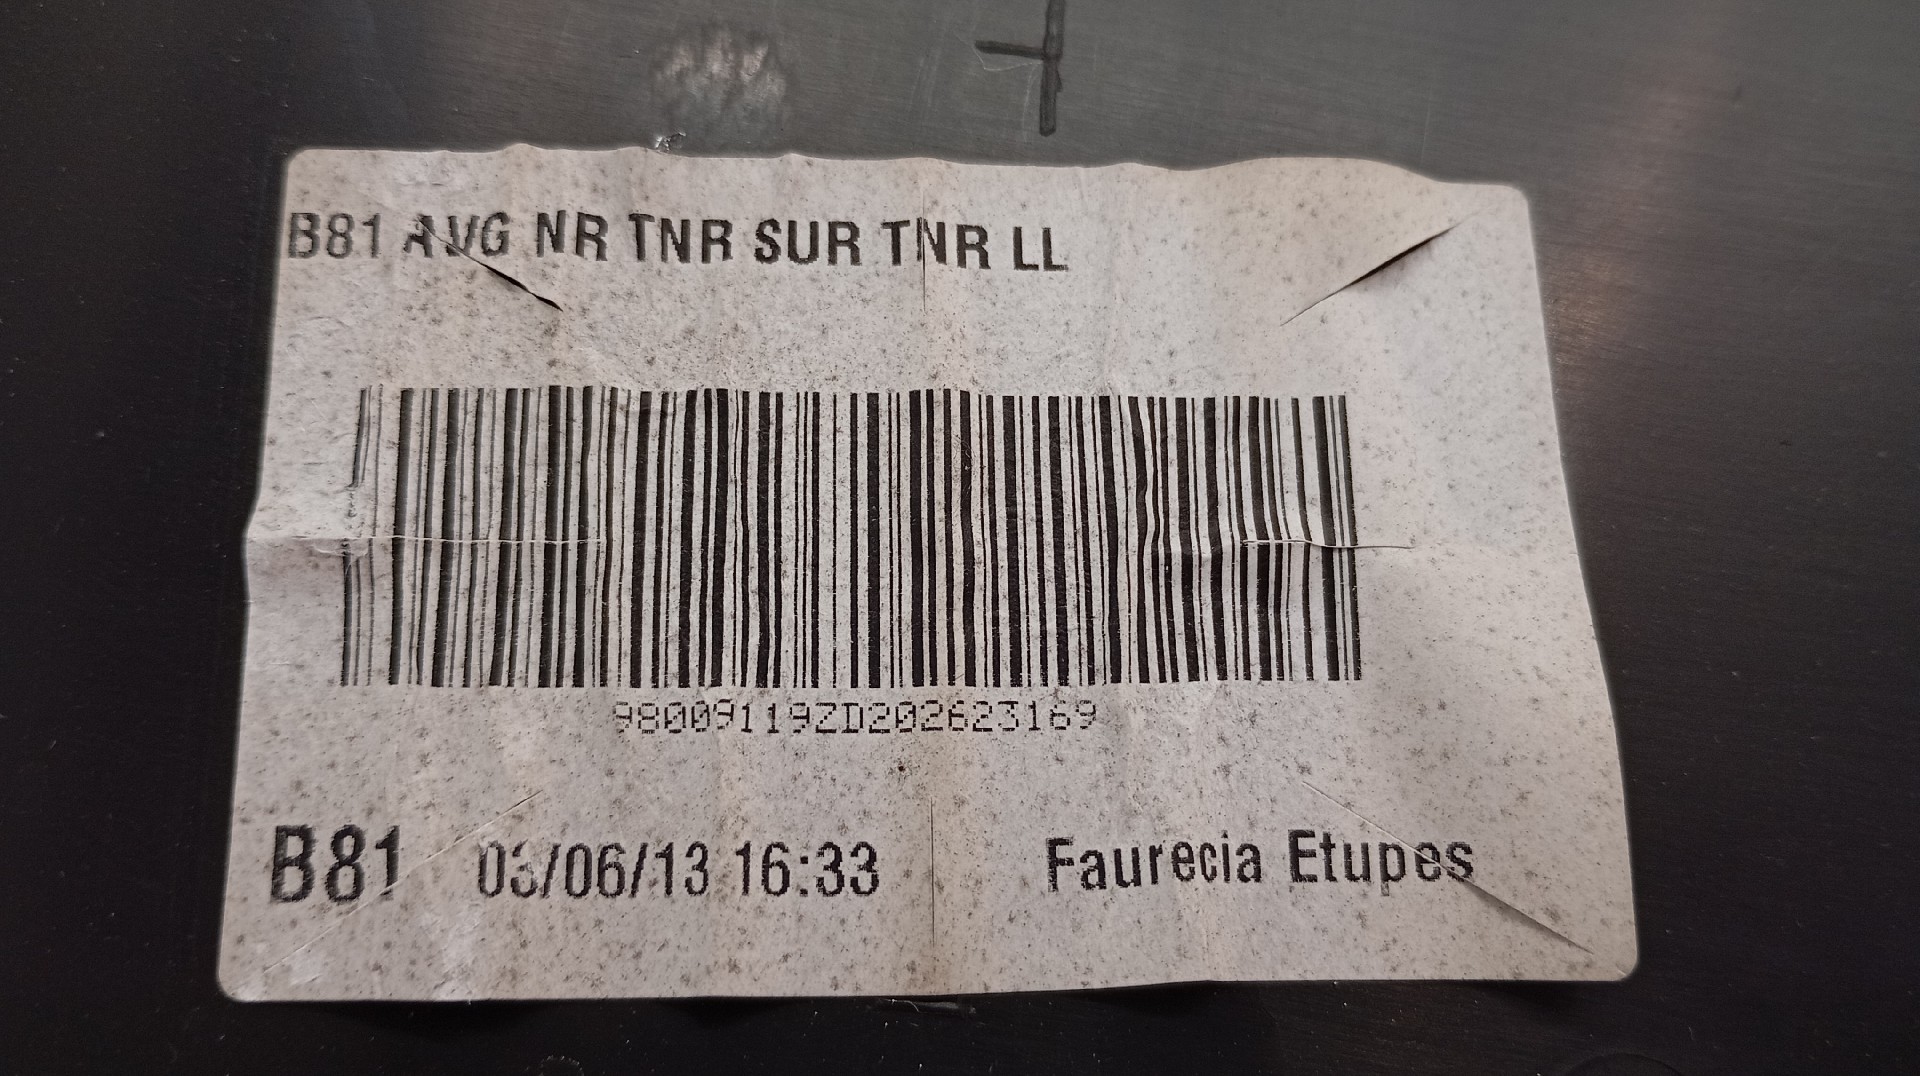 B81 AVG NR TNR SUR TNR LL
98009119ZD202623169
B81 03/06/13 16:33 Faurecia Etupes